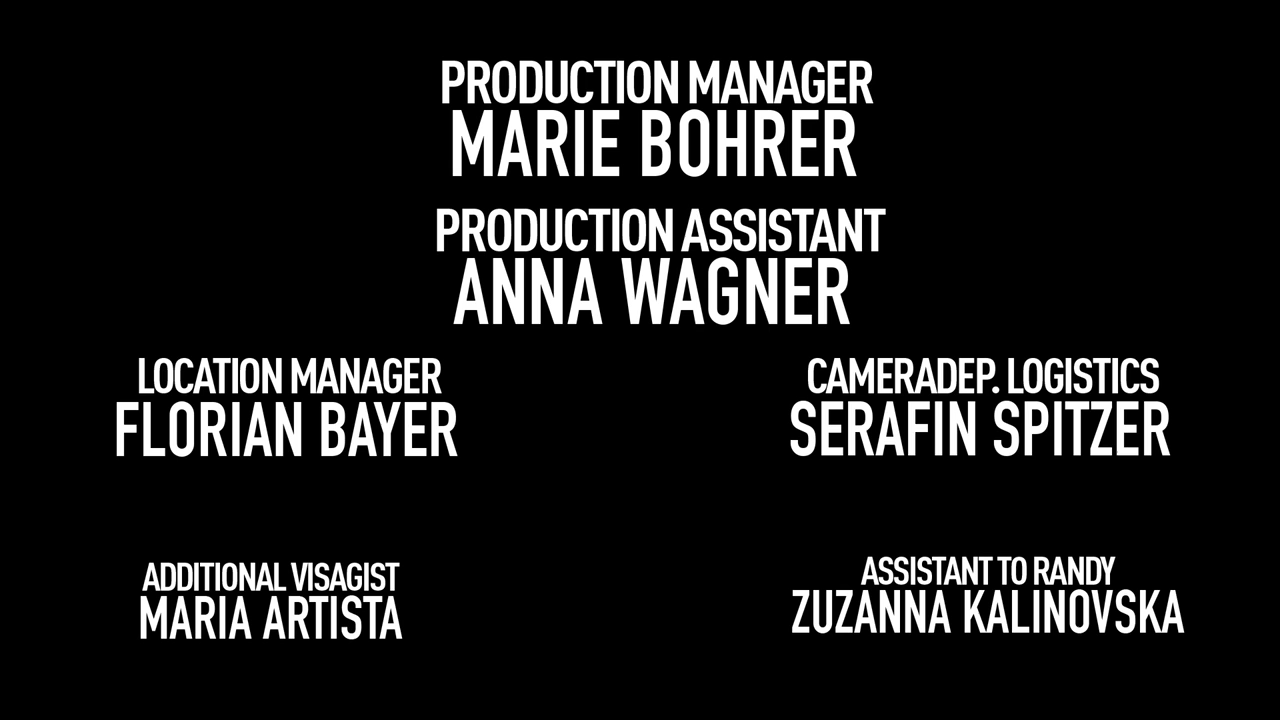 PRODUCTION MANAGER
MARIE BOHRER
PRODUCTION ASSISTANT
ANNA WAGNER
LOCATION MANAGER
FLORIAN BAYER
CAMERADEP. LOGISTICS
SERAFIN SPITZER
ADDITIONAL VISAGIST
MARIA ARTISTA
ASSISTANT TO RANDY
ZUZANNA KALINOVSKA